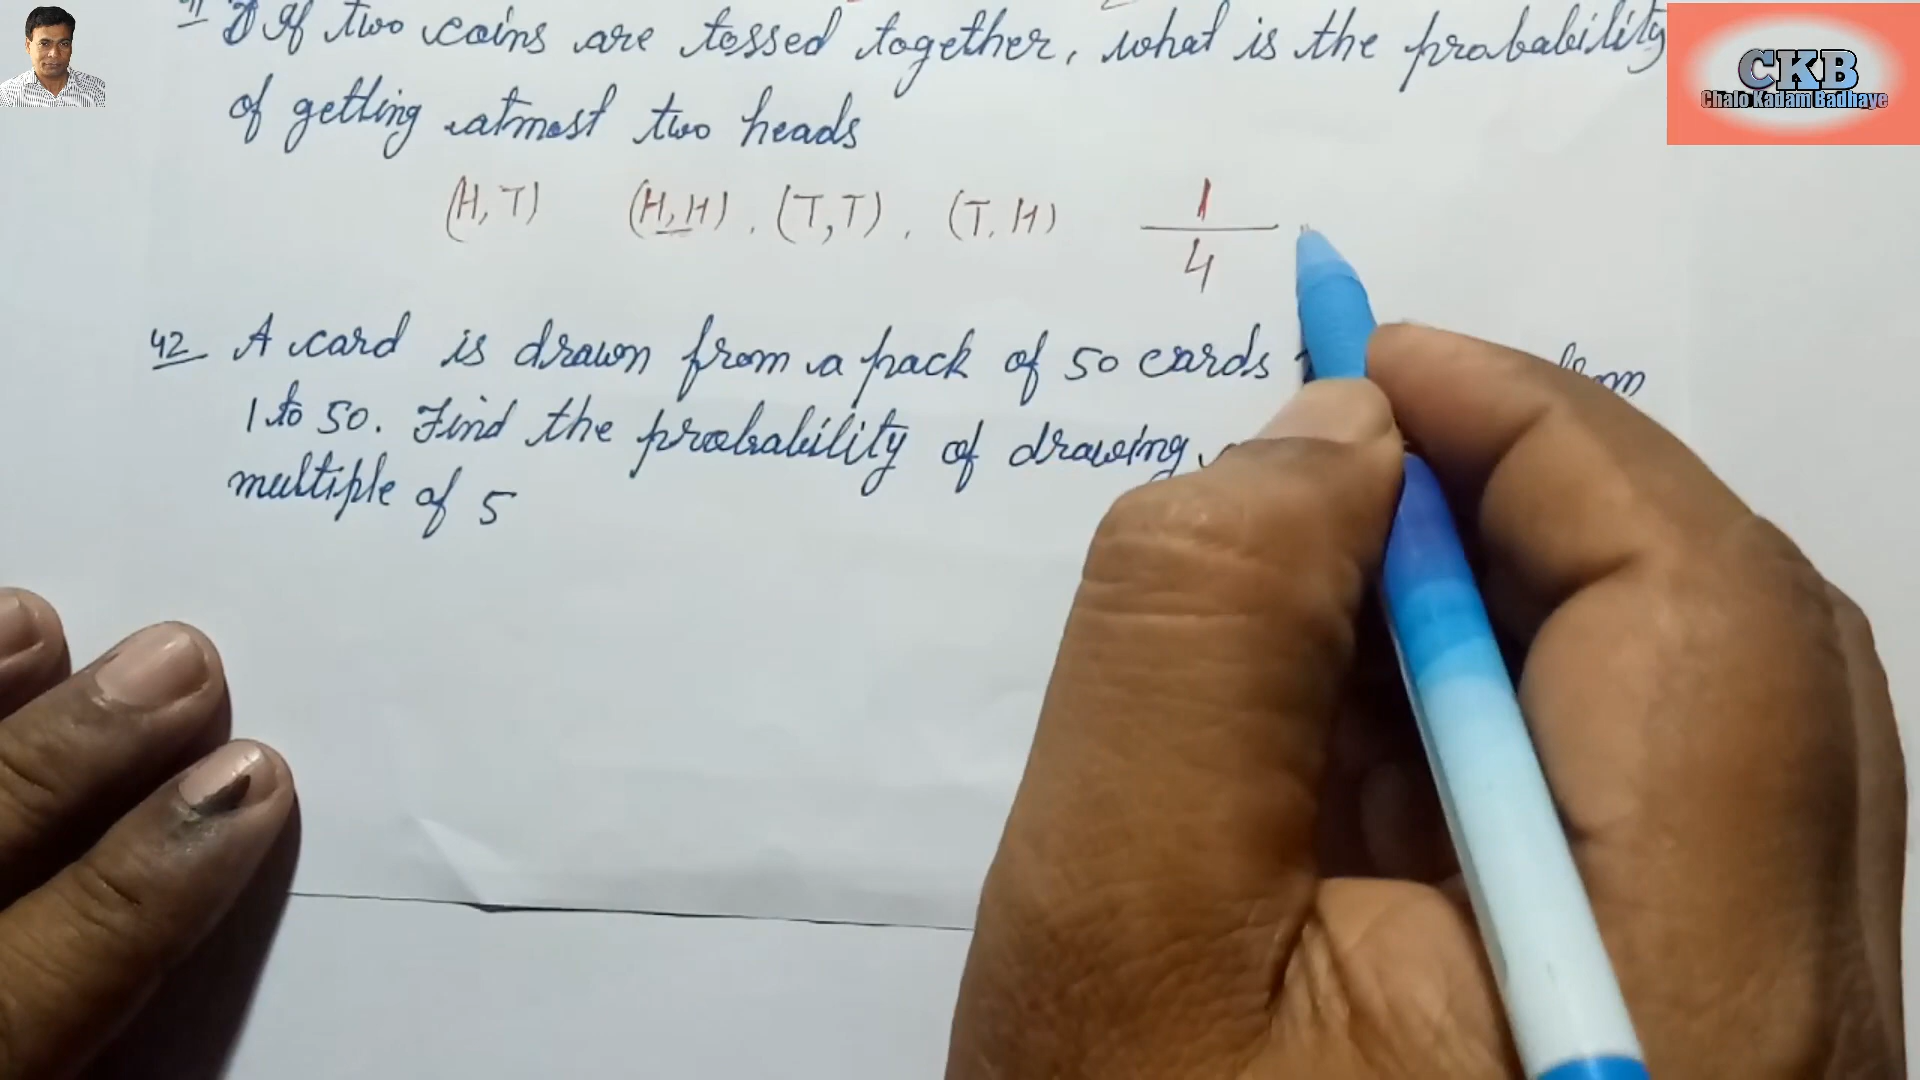 If two coins are tossed together, what is the probability
of getting atmost two heads
(H,T) (H,H). (T,T). (T.H) 1/4
42 A card is drawn from a pack of 50 cards from
1 to 50. Find the probability of drawing
multiple of 5
CKB
Chalo Kadam Badhaye